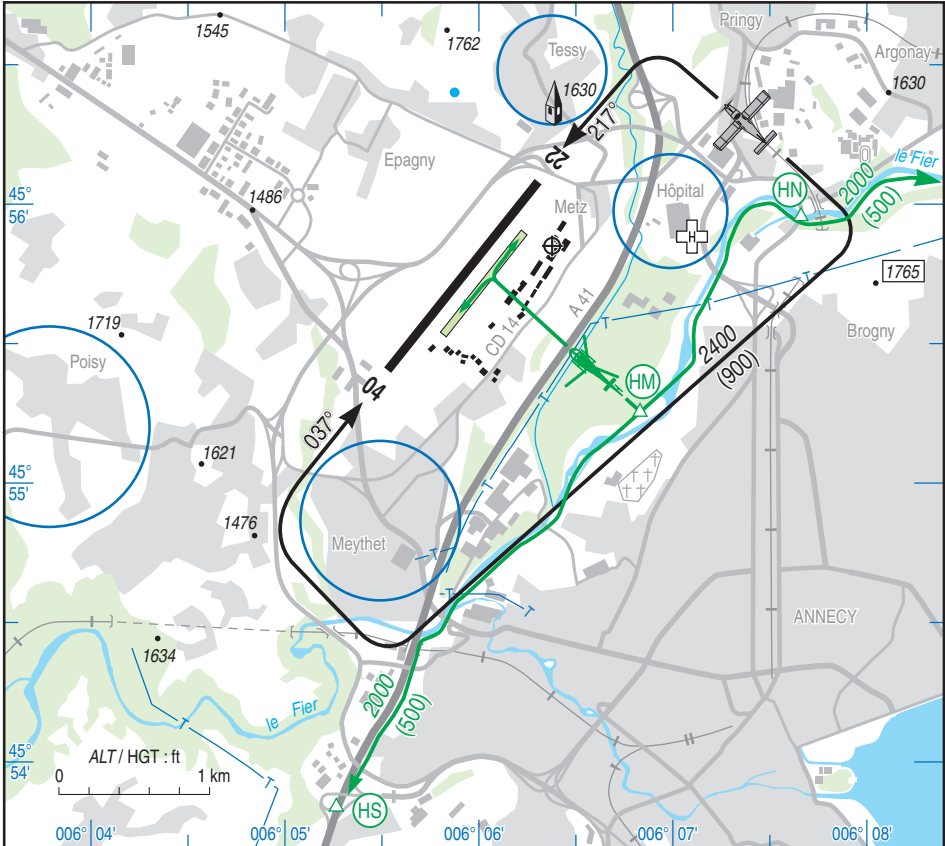 1545
1762
Tessy
Pringy
Argonay
1630
1630
217°
22
Epagny
le Fier
2000
(500)
HN
Hôpital
H
45°
56'
1486
Metz
1765
1719
Poisy
A 41
CD 14
Brogny
2400
(900)
HM
04
037°
1621
45°
55'
1476
Meythet
ANNECY
1634
le Fier
2000
(500)
45°
54'
ALT / HGT : ft
0 1 km
HS
006° 04' 006° 05' 006° 06' 006° 07' 006° 08'